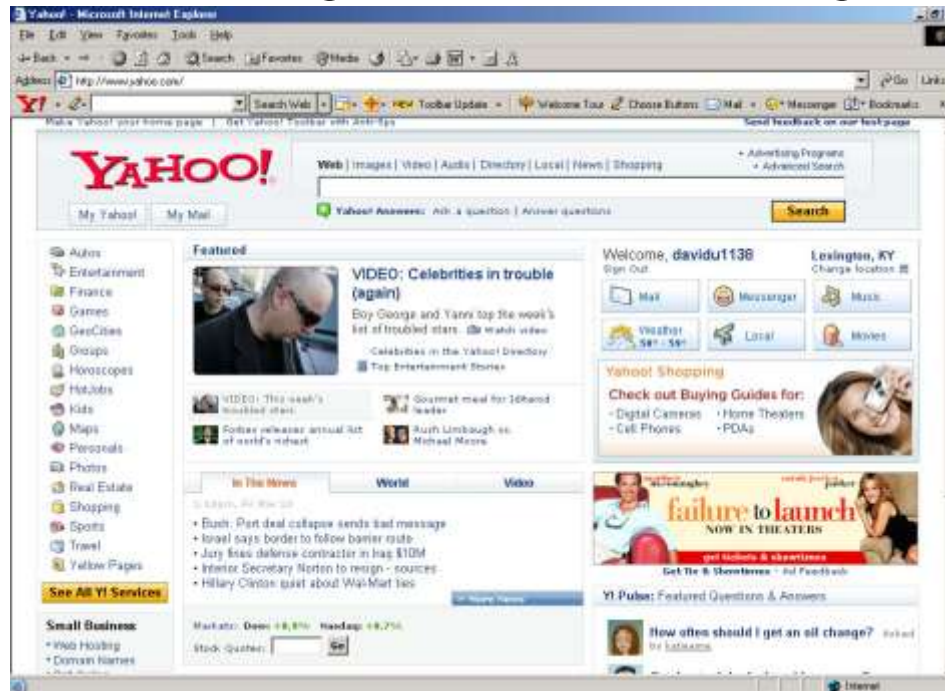 Yahoo! - Microsoft Internet Explorer
File Edit View Favorites Tools Help
Back Search Favorites Media
Address http://www.yahoo.com/ Go Links
Y! Search Web NEW Toolbar Update Welcome Tour Choose Buttons Mail Messenger Bookmarks
Make Yahoo! your home page | Get Yahoo! Toolbar with Anti-Spy Send feedback on our test page
YAHOO!
Web | Images | Video | Audio | Directory | Local | News | Shopping
Advertising Programs
Advanced Search
My Yahoo! My Mail
Yahoo! Answers: Ask a question | Answer questions
Search
Autos
Entertainment
Finance
Games
GeoCities
Groups
Horoscopes
HotJobs
Kids
Maps
Personals
Photos
Real Estate
Shopping
Sports
Travel
Yellow Pages
See All Y! Services
Small Business
Web Hosting
Domain Names
Featured
VIDEO: Celebrities in trouble
(again)
Boy George and Yanni top the week's
list of troubled stars. Watch video
Celebrities in the Yahoo! Directory
Top Entertainment Stories
VIDEO: This week's
troubled stars
Gourmet meal for
leader
Forbes releases annual list
of world's richest
Rush Limbaugh vs.
Michael Moore
In The News World Video
• Bush: Port deal collapse sends bad message
• Israel says border to follow barrier route
• Jury fines defense contractor in Iraq $10M
• Interior Secretary Norton to resign - sources
• Hillary Clinton quiet about Wal-Mart ties
More News
Markets: Dow: Nasdaq:
Stock Quotes: Go
Welcome, davidu1138 Lexington, KY
Sign Out Change location
Mail Messenger Music
Weather Local Movies
Yahoo! Shopping
Check out Buying Guides for:
Digital Cameras Home Theaters
Cell Phones PDAs
failure to launch
NOW IN THEATERS
get tickets & showtimes
Get Tix & Showtimes - Ad Feedback
Y! Pulse: Featured Questions & Answers
How often should I get an oil change? Asked
by
Internet